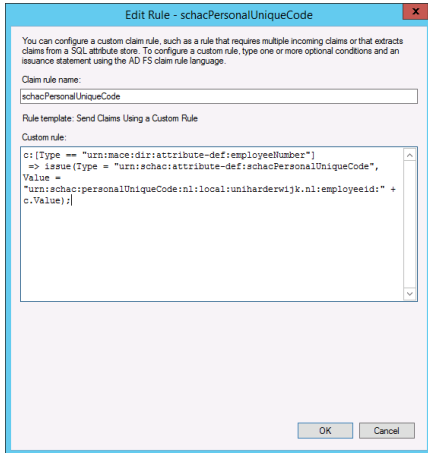 Edit Rule - schacPersonalUniqueCode
x
You can configure a custom claim rule, such as a rule that requires multiple incoming claims or that extracts
claims from a SQL attribute store. To configure a custom rule, type one or more optional conditions and an
issuance statement using the AD FS claim rule language.
Claim rule name:
schacPersonalUniqueCode
Rule template: Send Claims Using a Custom Rule
Custom rule:
c:[Type == "urn:mace:dir:attribute-def:employeeNumber"]
=> issue(Type = "urn:schac:attribute-def:schacPersonalUniqueCode",
Value =
"urn:schac:personalUniqueCode:nl:local:uniharderwijk.nl:employeeid:" +
c.Value);
OK Cancel